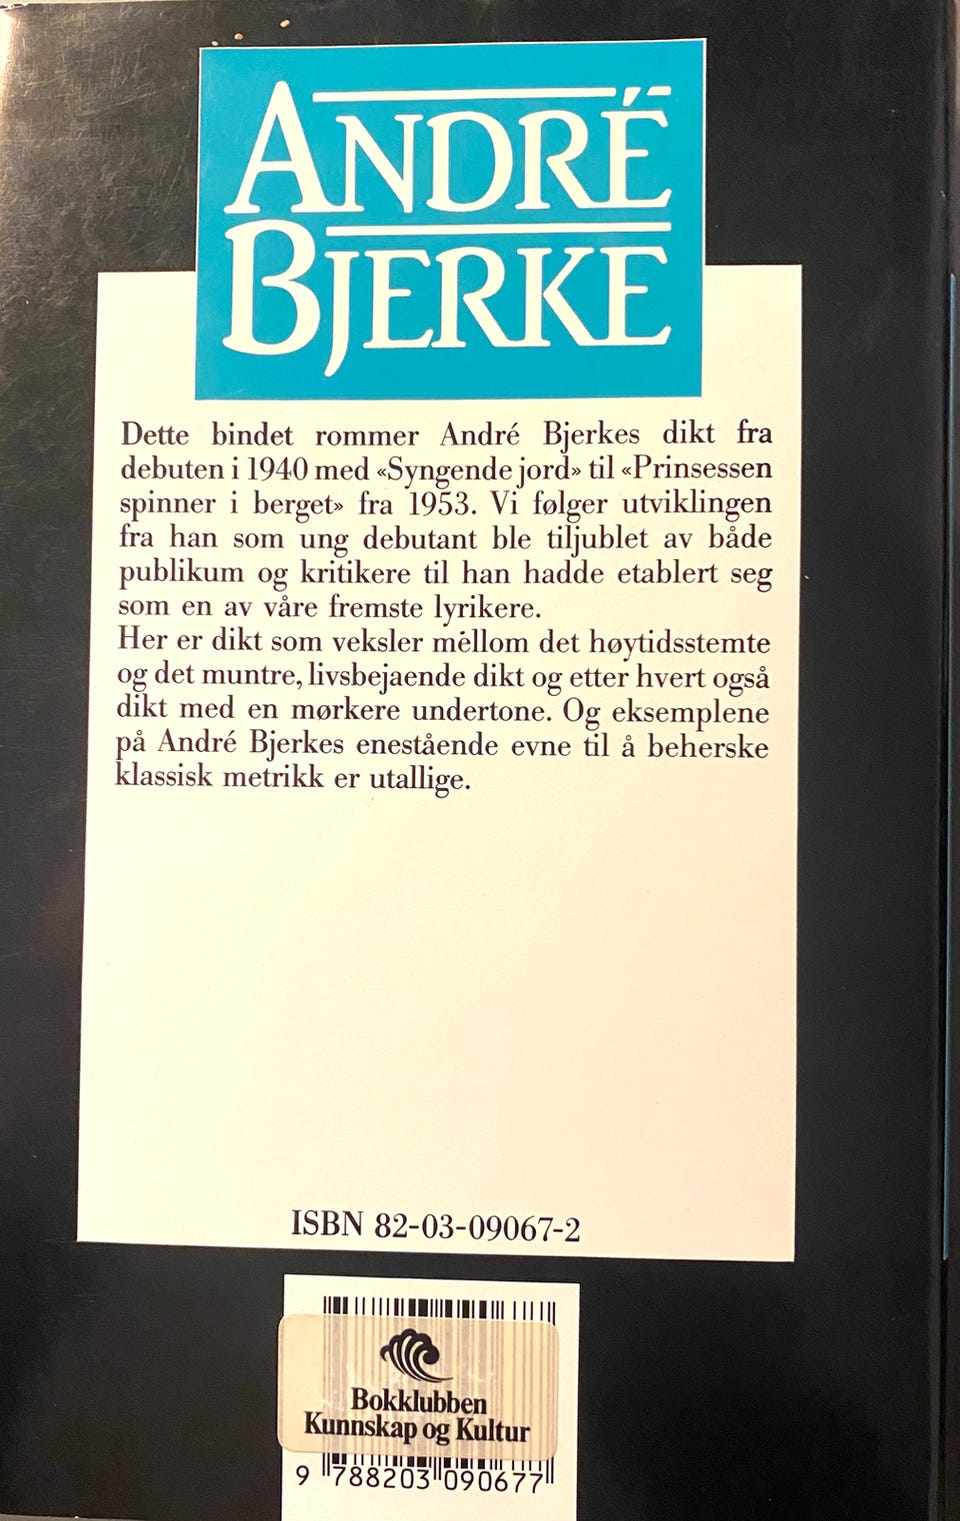 ANDRÉ
BJERKE
Dette bindet rommer André Bjerkes dikt fra
debuten i 1940 med «Syngende jord» til «Prinsessen
spinner i berget» fra 1953. Vi følger utviklingen
fra han som ung debutant ble tiljublet av både
publikum og kritikere til han hadde etablert seg
som en av våre fremste lyrikere.
Her er dikt som veksler mellom det høytidsstemte
og det muntre, livsbejaende dikt og etter hvert også
dikt med en mørkere undertone. Og eksemplene
på André Bjerkes enestående evne til å beherske
klassisk metrikk er utallige.
ISBN 82-03-09067-2
Bokklubben
Kunnskap og Kultur
9 788203 090677